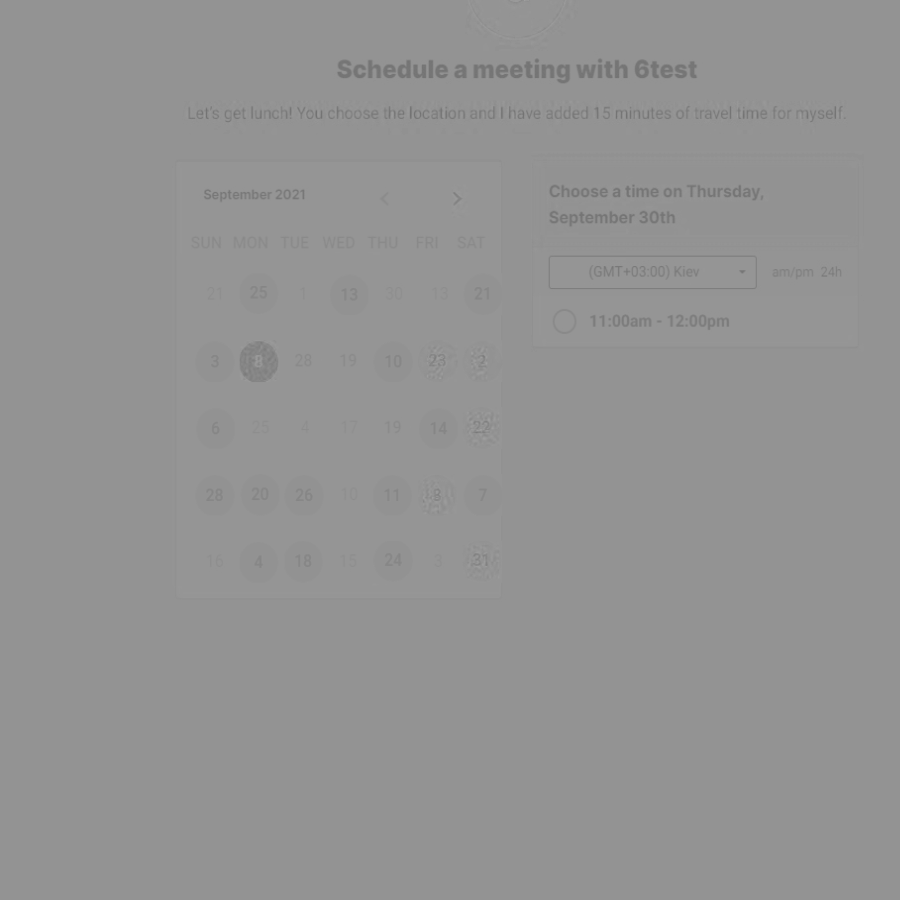 Schedule a meeting with 6test
Let's get lunch! You choose the location and I have added 15 minutes of travel time for myself.
September 2021
SUN MON TUE WED THU FRI SAT
21 25 1 13 30 13 21
3 8 28 19 10 23 2
6 25 4 17 19 14 22
28 20 26 10 11 8 7
16 4 18 15 24 3 31
Choose a time on Thursday,
September 30th
(GMT+03:00) Kiev am/pm 24h
11:00am - 12:00pm